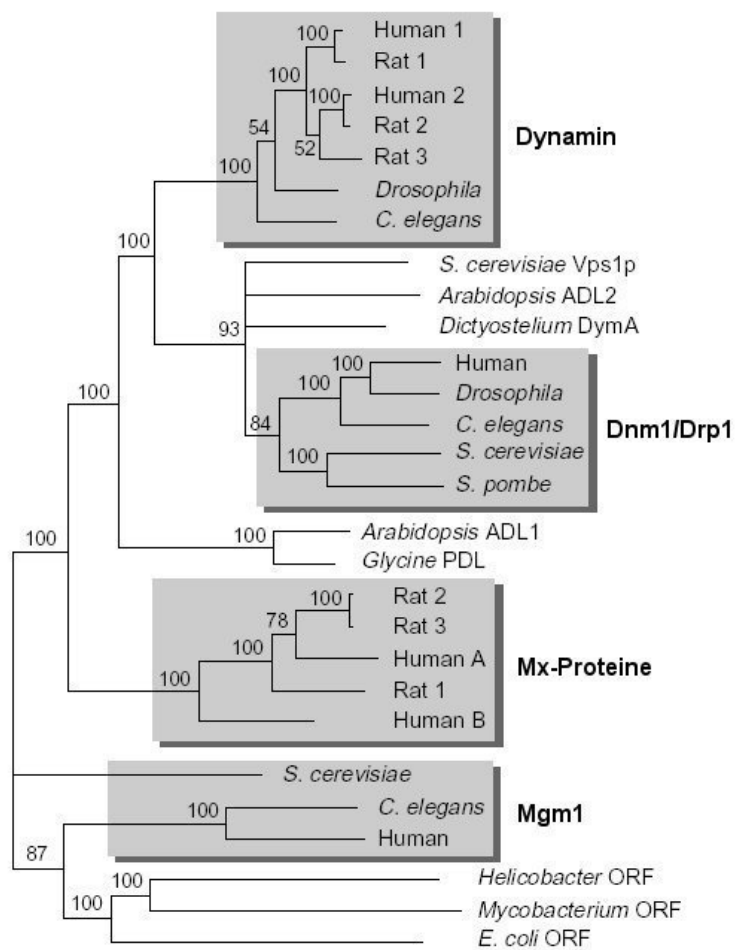 100
Human 1
Rat 1
100
100
Human 2
Rat 2
54
52
Rat 3
100
Drosophila
C. elegans
Dynamin
100
S. cerevisiae Vps1p
Arabidopsis ADL2
93
Dictyostelium DymA
100
Human
100
Drosophila
100
C. elegans
84
S. cerevisiae
100
S. pombe
Dnm1/Drp1
100
Arabidopsis ADL1
Glycine PDL
100
100
Rat 2
78
Rat 3
100
Human A
100
Rat 1
Human B
Mx-Proteine
S. cerevisiae
100
C. elegans
Human
Mgm1
87
100
Helicobacter ORF
100
Mycobacterium ORF
E. coli ORF